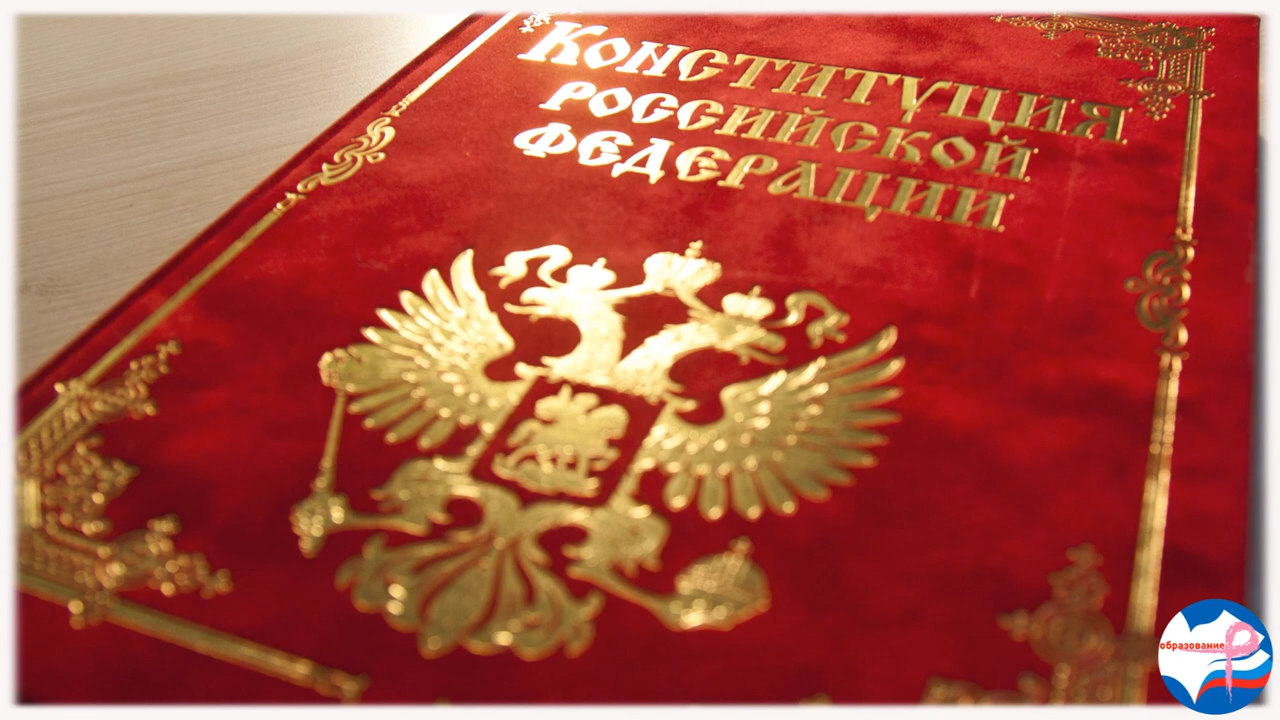 Конституция
Российской
Федерации
образование